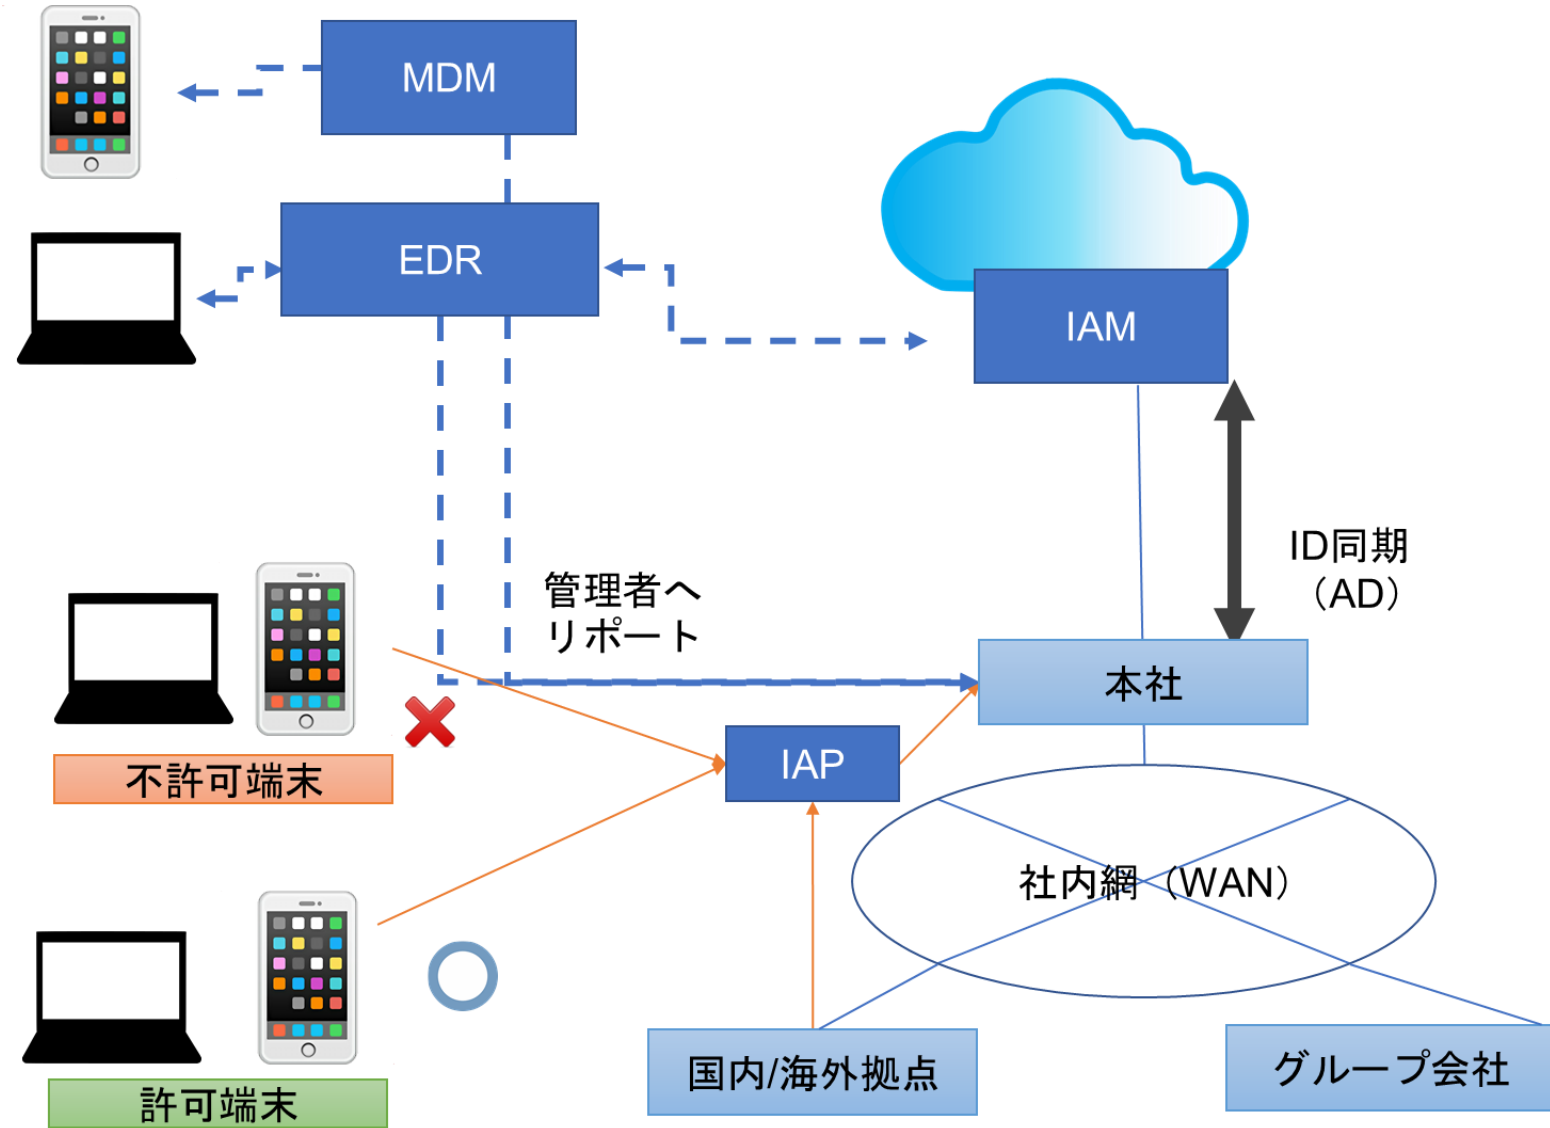 MDM
EDR
IAM
ID同期
（AD）
管理者へ
リポート
本社
不許可端末
IAP
社内網（WAN）
国内/海外拠点
グループ会社
許可端末